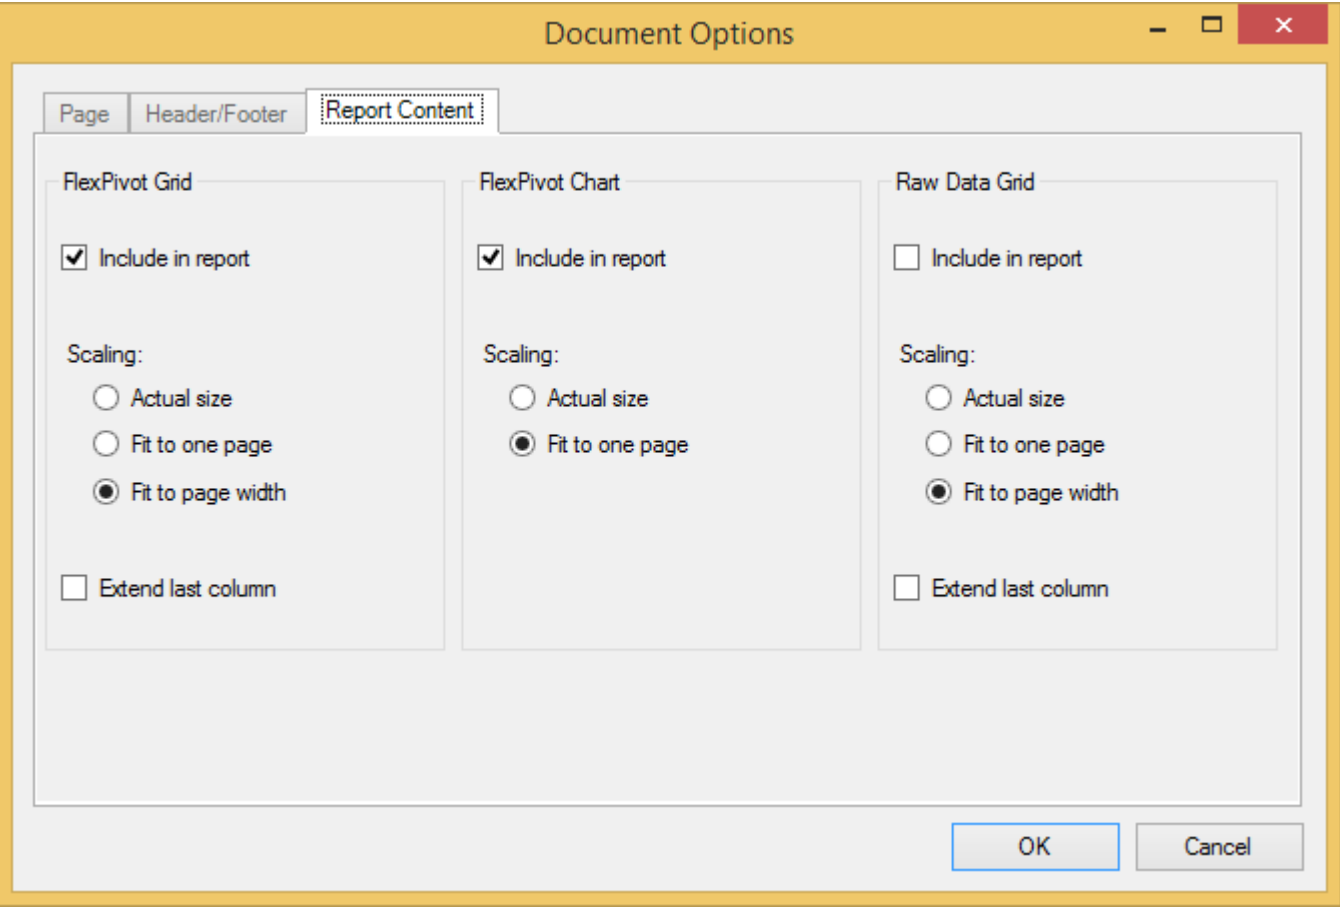 Document Options
Page Header/Footer Report Content
FlexPivot Grid
Include in report
Scaling:
Actual size
Fit to one page
Fit to page width
Extend last column
FlexPivot Chart
Include in report
Scaling:
Actual size
Fit to one page
Raw Data Grid
Include in report
Scaling:
Actual size
Fit to one page
Fit to page width
Extend last column
OK Cancel